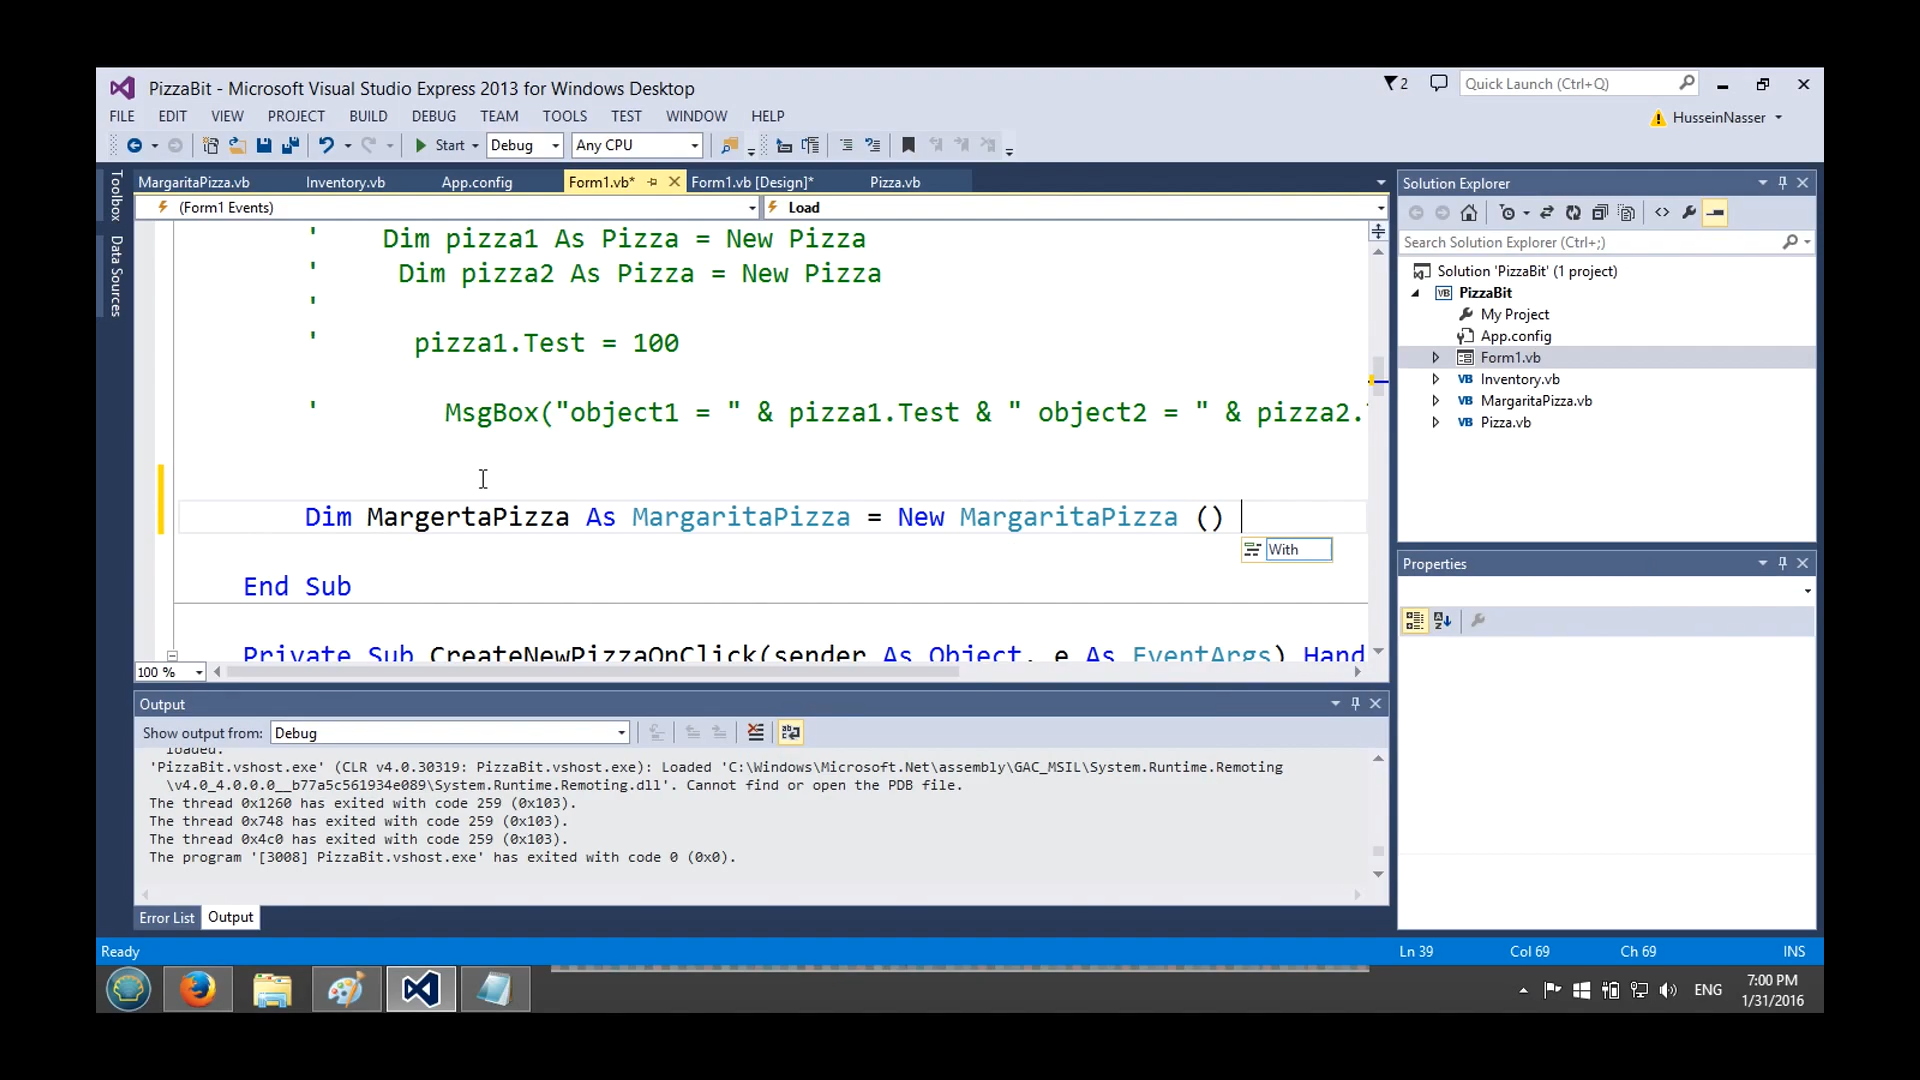 PizzaBit - Microsoft Visual Studio Express 2013 for Windows Desktop
2
Quick Launch (Ctrl+Q)
FILE EDIT VIEW PROJECT BUILD DEBUG TEAM TOOLS TEST WINDOW HELP
HusseinNasser
Start Debug Any CPU
Toolbox
Data Sources
MargaritaPizza.vb Inventory.vb App.config Form1.vb* Form1.vb [Design]* Pizza.vb
(Form1 Events) Load
' Dim pizza1 As Pizza = New Pizza
' Dim pizza2 As Pizza = New Pizza
'
' pizza1.Test = 100
' MsgBox("object1 = " & pizza1.Test & " object2 = " & pizza2.
Dim MargertaPizza As MargaritaPizza = New MargaritaPizza ()
With
End Sub
Private Sub CreateNewPizzaOnClick(sender As Object, e As EventArgs) Hand
100 %
Output
Show output from: Debug
loaded.
'PizzaBit.vshost.exe' (CLR v4.0.30319: PizzaBit.vshost.exe): Loaded 'C:\Windows\Microsoft.Net\assembly\GAC_MSIL\System.Runtime.Remoting
\v4.0_4.0.0.0__b77a5c561934e089\System.Runtime.Remoting.dll'. Cannot find or open the PDB file.
The thread 0x1260 has exited with code 259 (0x103).
The thread 0x748 has exited with code 259 (0x103).
The thread 0x4c0 has exited with code 259 (0x103).
The program '[3008] PizzaBit.vshost.exe' has exited with code 0 (0x0).
Error List Output
Solution Explorer
Search Solution Explorer (Ctrl+;)
Solution 'PizzaBit' (1 project)
PizzaBit
My Project
App.config
Form1.vb
Inventory.vb
MargaritaPizza.vb
Pizza.vb
Properties
Ready Ln 39 Col 69 Ch 69 INS
ENG
7:00 PM
1/31/2016